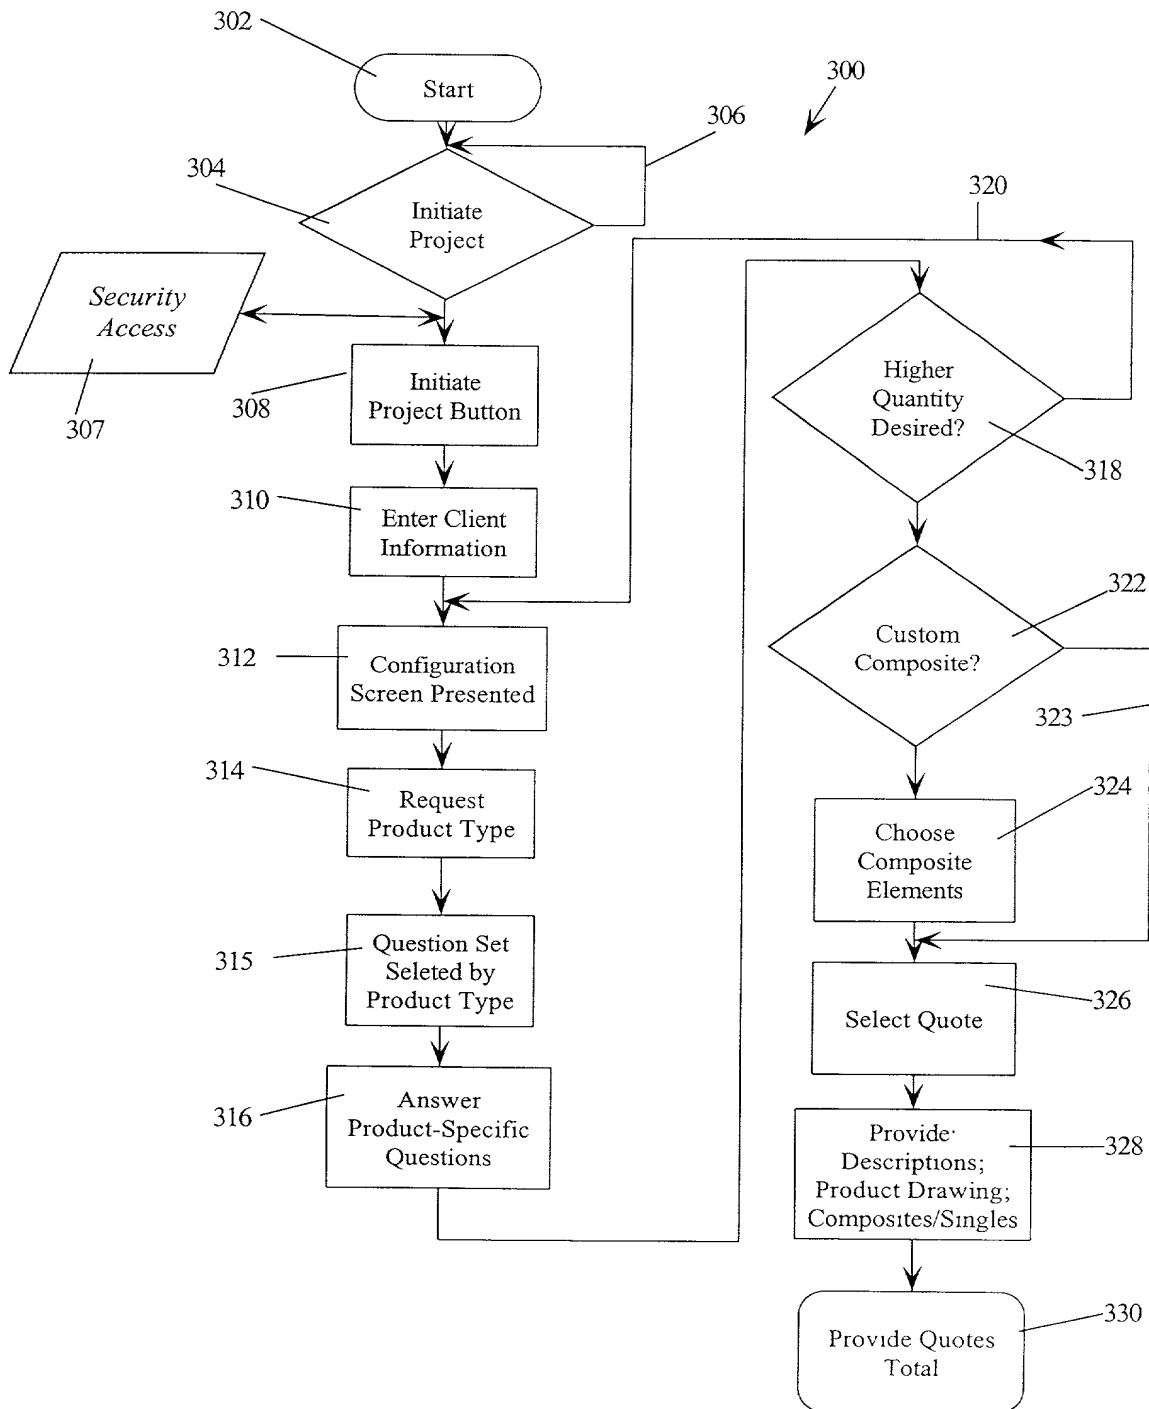 302
Start
300
306
304
Initiate
Project
320
Security
Access
307
308
Initiate
Project Button
Higher
Quantity
Desired?
318
310
Enter Client
Information
322
Custom
Composite?
312
Configuration
Screen Presented
323
314
Request
Product Type
324
Choose
Composite
Elements
315
Question Set
Seleted by
Product Type
326
Select Quote
316
Answer
Product-Specific
Questions
328
Provide
Descriptions;
Product Drawing;
Composites/Singles
330
Provide Quotes
Total